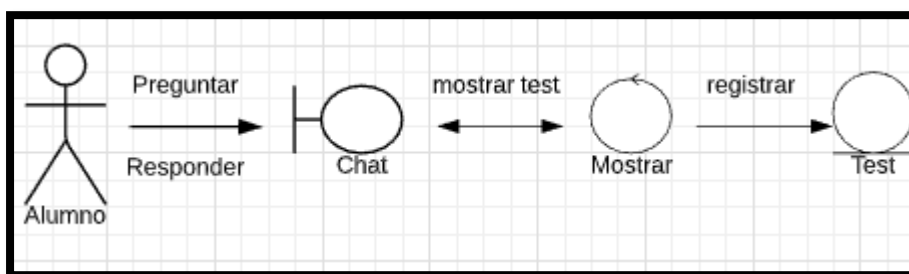 Preguntar
mostrar test
registrar
Responder
Chat
Mostrar
Test
Alumno